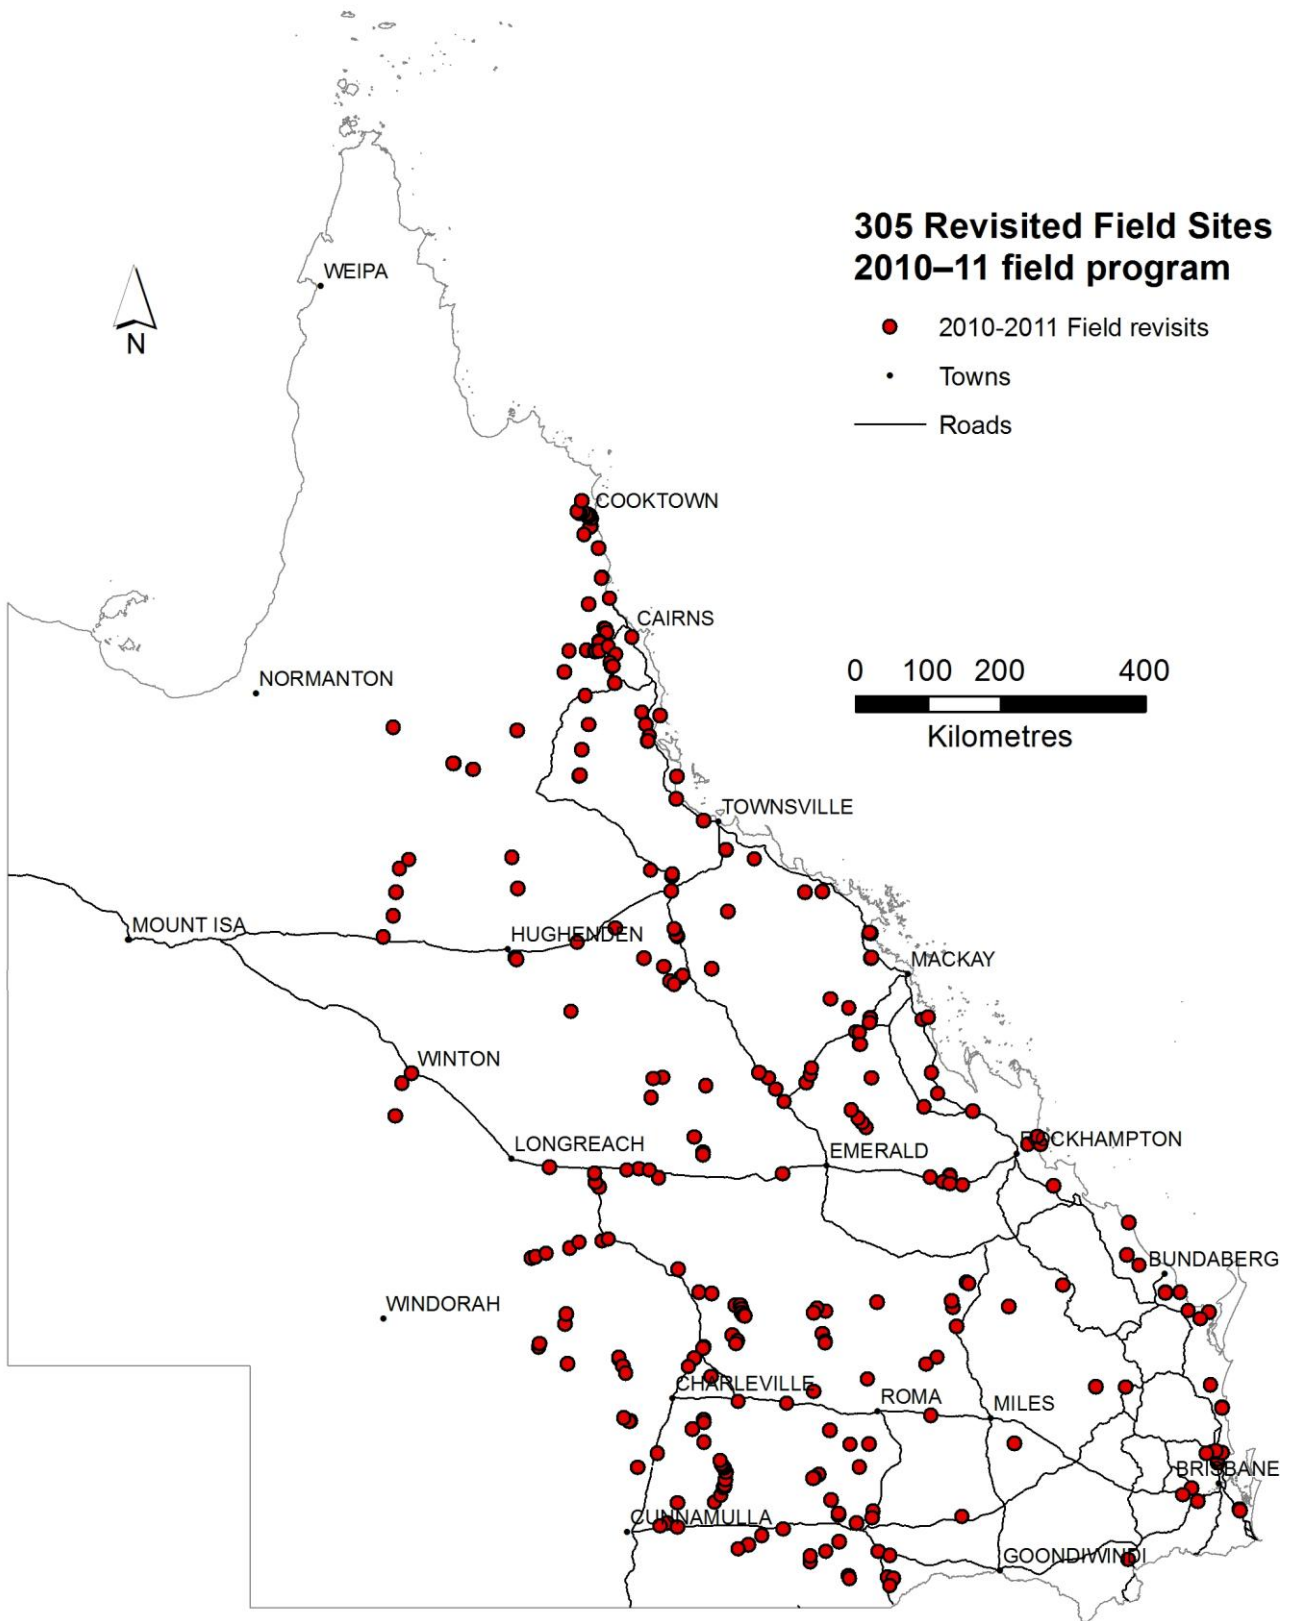 305 Revisited Field Sites
2010–11 field program
2010-2011 Field revisits
Towns
Roads
N
WEIPA
COOKTOWN
CAIRNS
NORMANTON
0 100 200 400
Kilometres
TOWNSVILLE
MOUNT ISA
HUGHENDEN
MACKAY
WINTON
LONGREACH
EMERALD
ROCKHAMPTON
BUNDABERG
WINDORAH
CHARLEVILLE
ROMA
MILES
BRISBANE
CUNNAMULLA
GOONDIWINDI